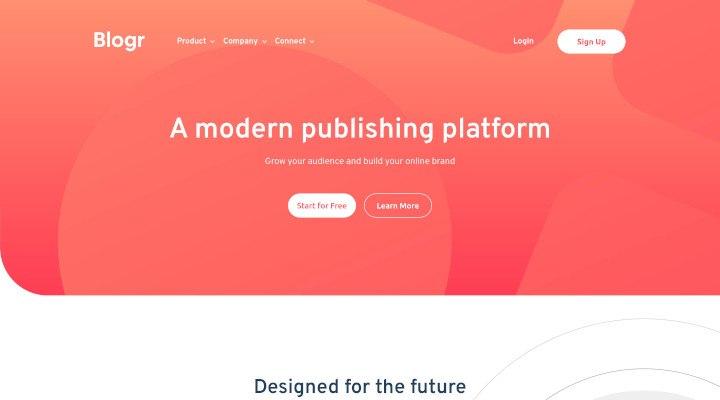 Blogr Product Company Connect Login Sign Up
A modern publishing platform
Grow your audience and build your online brand
Start for Free Learn More
Designed for the future